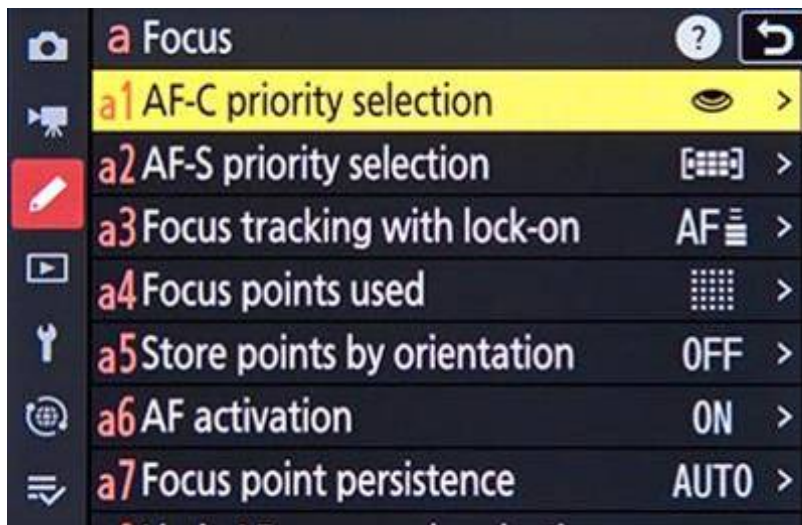 a Focus ?
a1 AF-C priority selection >
a2 AF-S priority selection >
a3 Focus tracking with lock-on AF >
a4 Focus points used >
a5 Store points by orientation OFF >
a6 AF activation ON >
a7 Focus point persistence AUTO >